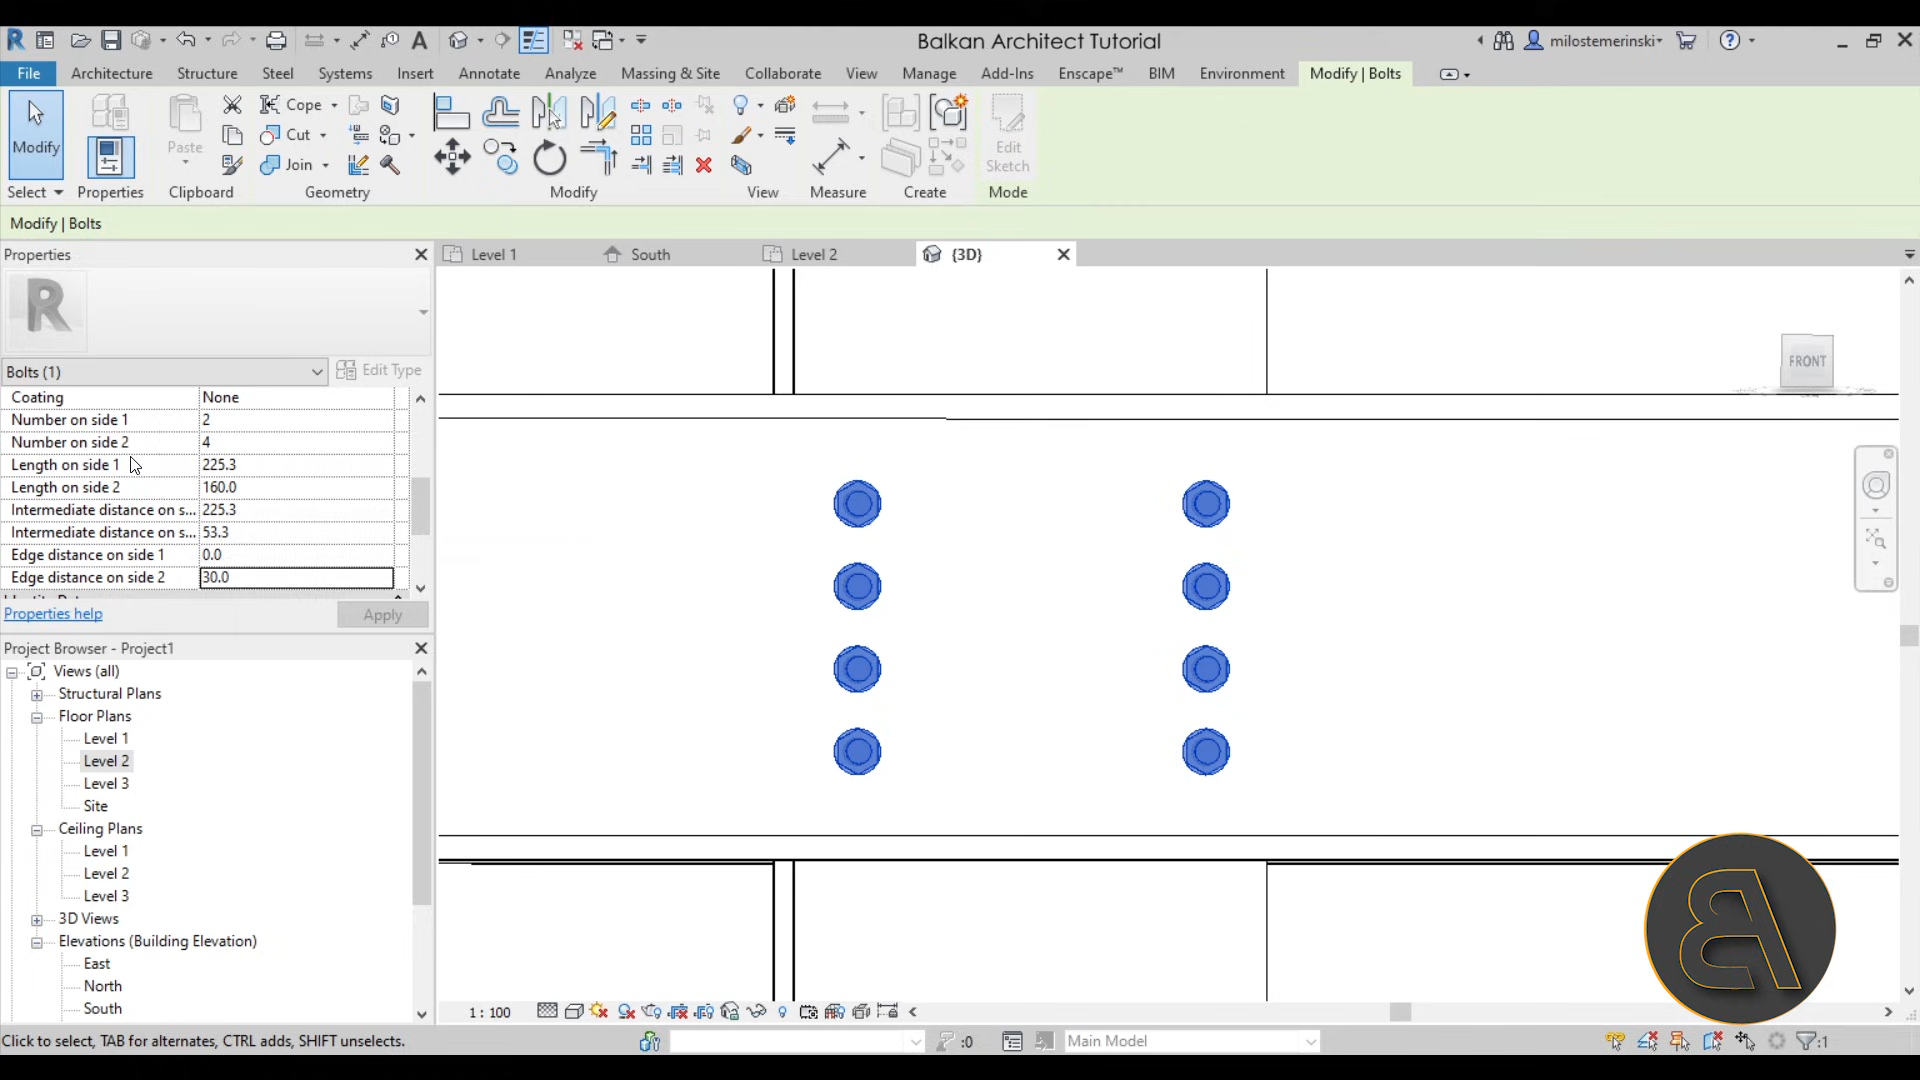 Balkan Architect Tutorial
milostemerinski
File Architecture Structure Steel Systems Insert Annotate Analyze Massing & Site Collaborate View Manage Add-Ins Enscape™ BIM Environment Modify | Bolts
Modify
Paste
Cope
Cut
Join
Edit
Sketch
Select Properties Clipboard Geometry Modify View Measure Create Mode
Modify | Bolts
Properties
Level 1
South
Level 2
{3D}
R
Bolts (1)
Edit Type
Coating None
Number on side 1 2
Number on side 2 4
Length on side 1 225.3
Length on side 2 160.0
Intermediate distance on s... 225.3
Intermediate distance on s... 53.3
Edge distance on side 1 0.0
Edge distance on side 2 30.0
Properties help
Apply
FRONT
Project Browser - Project1
Views (all)
Structural Plans
Floor Plans
Level 1
Level 2
Level 3
Site
Ceiling Plans
Level 1
Level 2
Level 3
3D Views
Elevations (Building Elevation)
East
North
South
1 : 100
Click to select, TAB for alternates, CTRL adds, SHIFT unselects.
:0
Main Model
:1